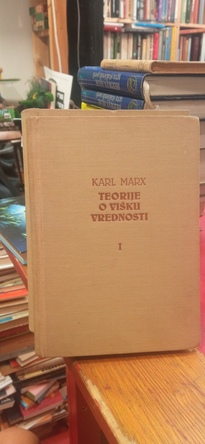 KARL MARX
TEORIJE
O VIŠKU
VREDNOSTI
I